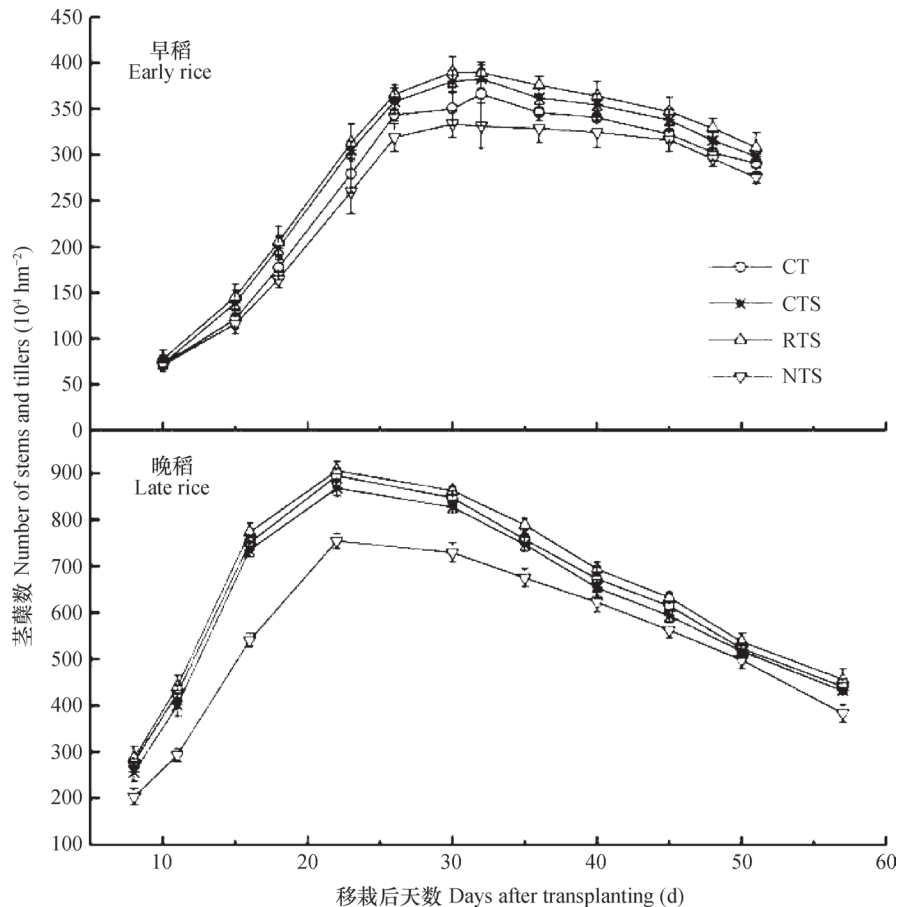 450
400
350
300
250
200
150
100
50
0
早稻
Early rice
CT
CTS
RTS
NTS
茎蘖数 Number of stems and tillers (10⁴ hm⁻²)
900
800
700
600
500
400
300
200
100
晚稻
Late rice
10 20 30 40 50 60
移栽后天数 Days after transplanting (d)